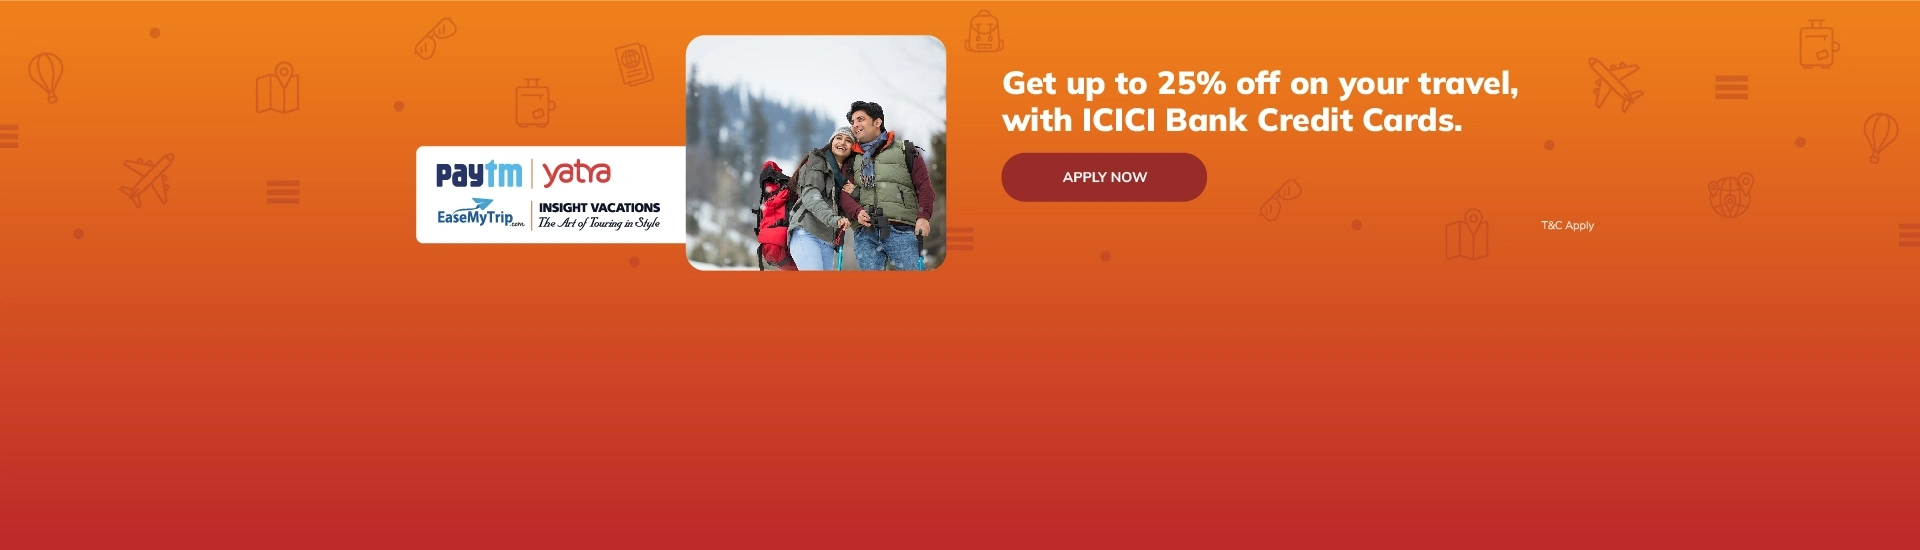 paytm
yatra
EaseMyTrip.com
INSIGHT VACATIONS
The Art of Touring in Style
Get up to 25% off on your travel,
with ICICI Bank Credit Cards.
APPLY NOW
T&C Apply